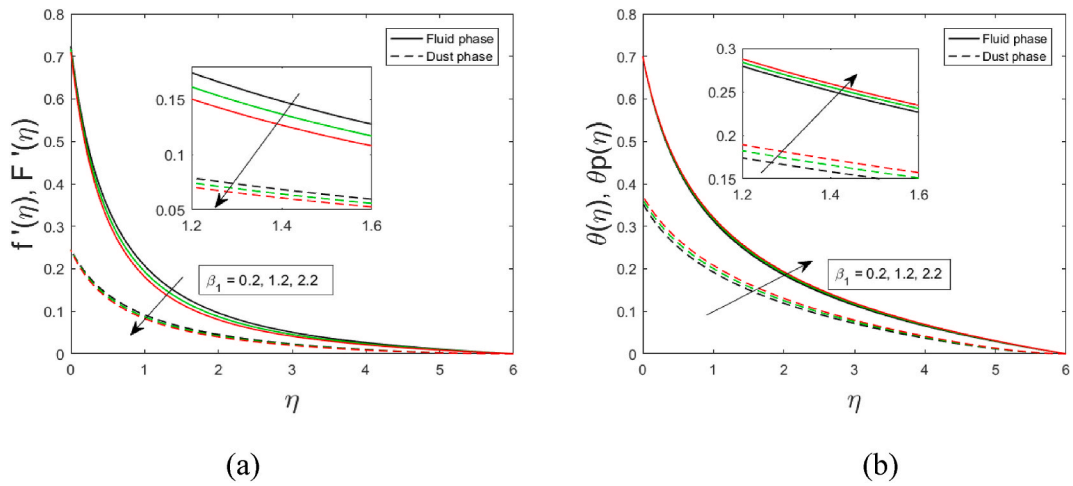 0.8
0.7
0.6
0.5
0.4
0.3
0.2
0.1
0
f '(η), F '(η)
Fluid phase
Dust phase
0.15
0.1
0.05
1.2 1.4 1.6
β₁ = 0.2, 1.2, 2.2
0 1 2 3 4 5 6
η
(a)
0.8
0.7
0.6
0.5
0.4
0.3
0.2
0.1
0
θ(η), θp(η)
Fluid phase
Dust phase
0.3
0.25
0.2
0.15
1.2 1.4 1.6
β₁ = 0.2, 1.2, 2.2
0 1 2 3 4 5 6
η
(b)